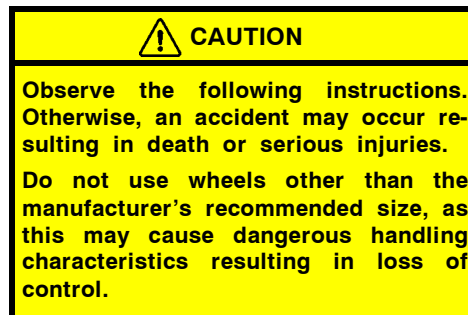 CAUTION
Observe the following instructions.
Otherwise, an accident may occur re-
sulting in death or serious injuries.
Do not use wheels other than the
manufacturer's recommended size, as
this may cause dangerous handling
characteristics resulting in loss of
control.